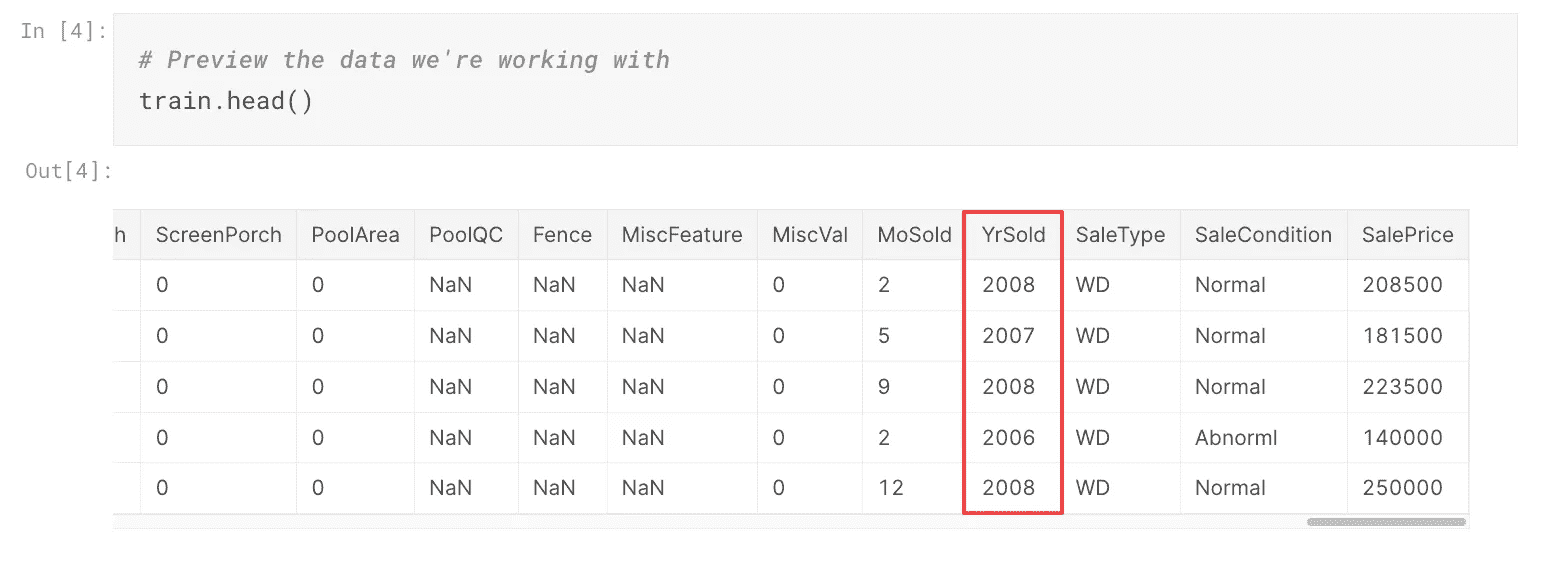 In [4]:
# Preview the data we're working with
train.head()
Out[4]:
h ScreenPorch PoolArea PoolQC Fence MiscFeature MiscVal MoSold YrSold SaleType SaleCondition SalePrice
0 0 NaN NaN NaN 0 2 2008 WD Normal 208500
0 0 NaN NaN NaN 0 5 2007 WD Normal 181500
0 0 NaN NaN NaN 0 9 2008 WD Normal 223500
0 0 NaN NaN NaN 0 2 2006 WD Abnorml 140000
0 0 NaN NaN NaN 0 12 2008 WD Normal 250000